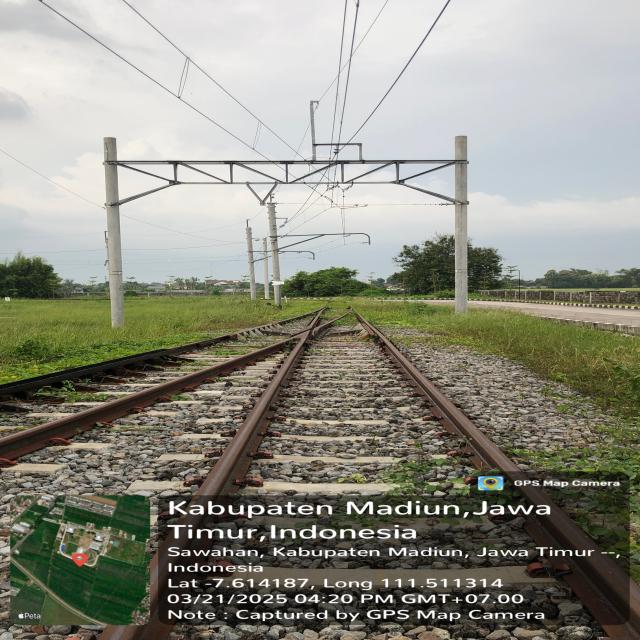 GPS Map Camera
Kabupaten Madiun,Jawa
Timur,Indonesia
Sawahan, Kabupaten Madiun, Jawa Timur --,
Indonesia
Lat -7.614187, Long 111.511314
03/21/2025 04:20 PM GMT+07.00
Note : Captured by GPS Map Camera
Peta